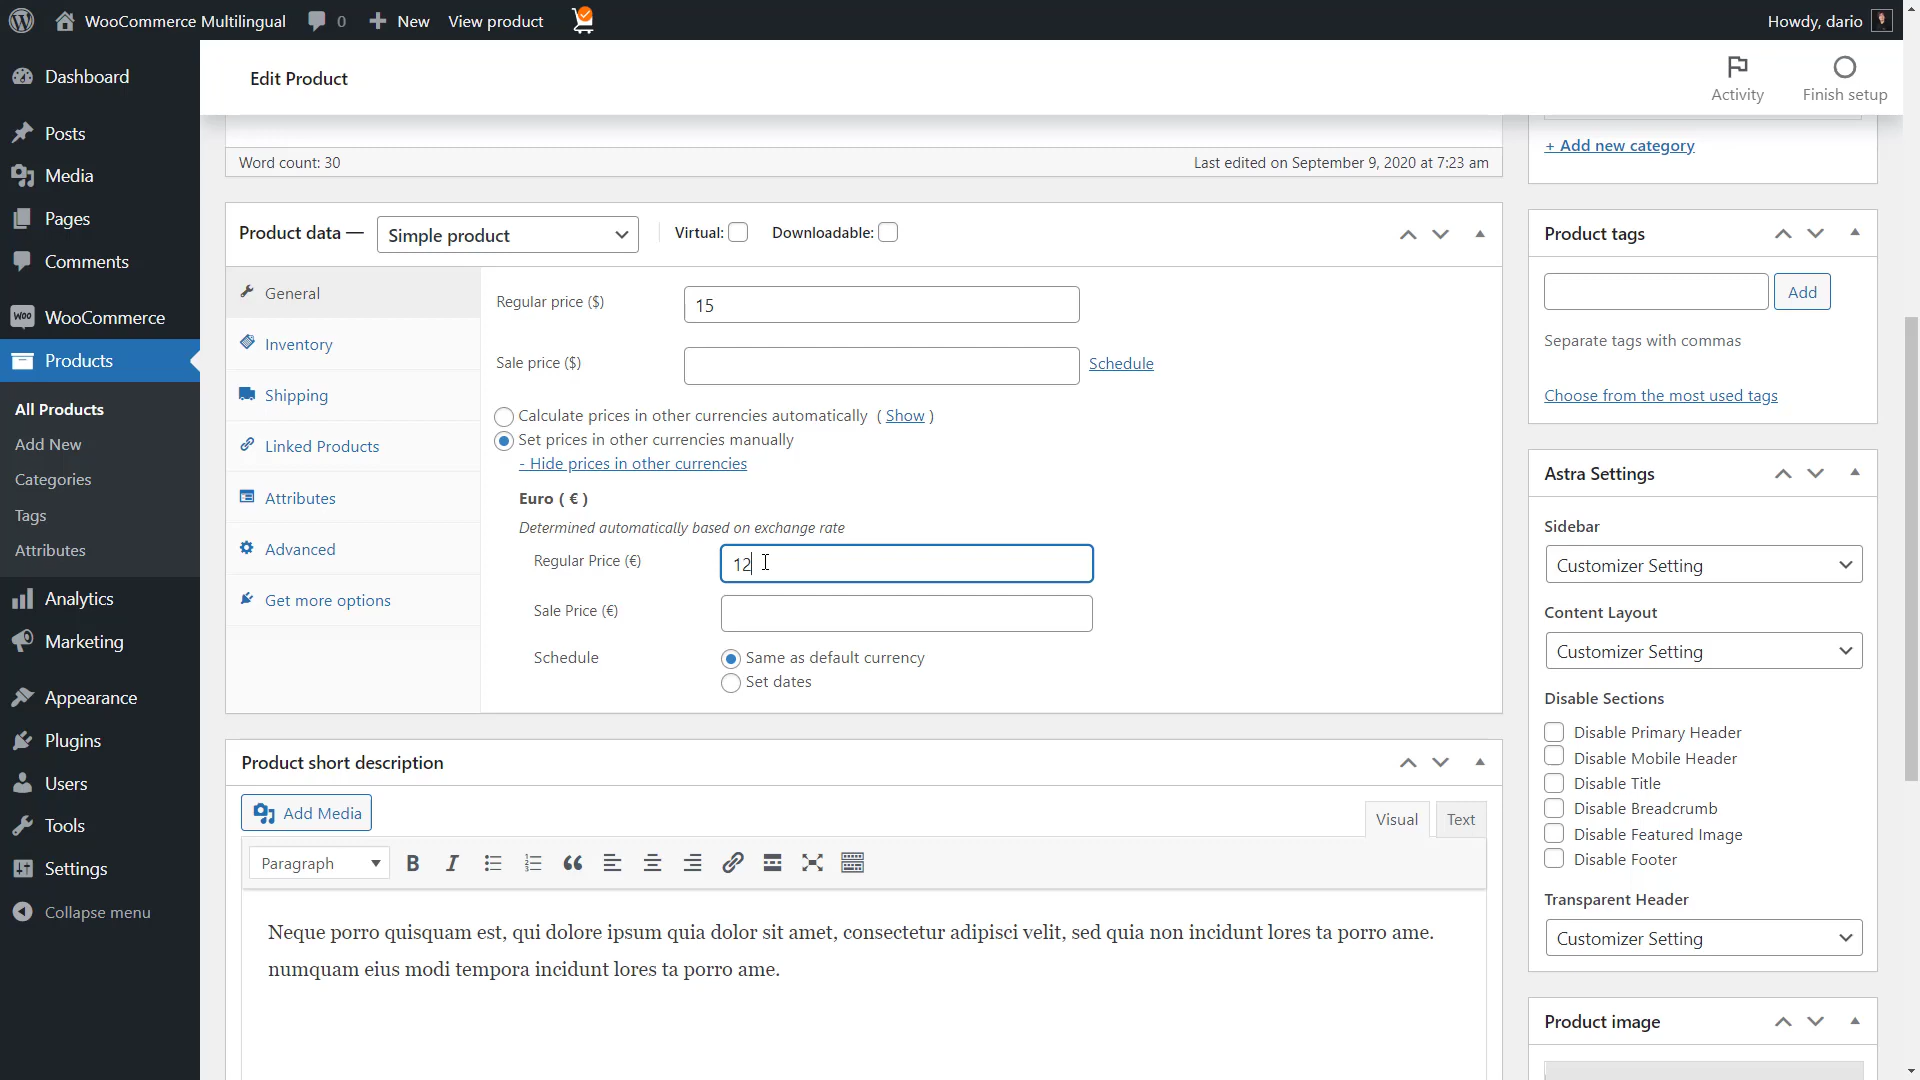 WooCommerce Multilingual
0
New
View product
Howdy, dario
Dashboard
Posts
Media
Pages
Comments
WOO
WooCommerce
Products
All Products
Add New
Categories
Tags
Attributes
Analytics
Marketing
Appearance
Plugins
Users
Tools
Settings
Collapse menu
Edit Product
Activity
Finish setup
Word count: 30
Last edited on September 9, 2020 at 7:23 am
Product data —
Simple product
Virtual:
Downloadable:
General
Inventory
Shipping
Linked Products
Attributes
Advanced
Get more options
Regular price ($)
15
Sale price ($)
Schedule
Calculate prices in other currencies automatically ( Show )
Set prices in other currencies manually
- Hide prices in other currencies
Euro ( € )
Determined automatically based on exchange rate
Regular Price (€)
12
Sale Price (€)
Schedule
Same as default currency
Set dates
Product short description
Add Media
Visual
Text
Paragraph
Neque porro quisquam est, qui dolore ipsum quia dolor sit amet, consectetur adipisci velit, sed quia non incidunt lores ta porro ame.
numquam eius modi tempora incidunt lores ta porro ame.
+ Add new category
Product tags
Add
Separate tags with commas
Choose from the most used tags
Astra Settings
Sidebar
Customizer Setting
Content Layout
Customizer Setting
Disable Sections
Disable Primary Header
Disable Mobile Header
Disable Title
Disable Breadcrumb
Disable Featured Image
Disable Footer
Transparent Header
Customizer Setting
Product image